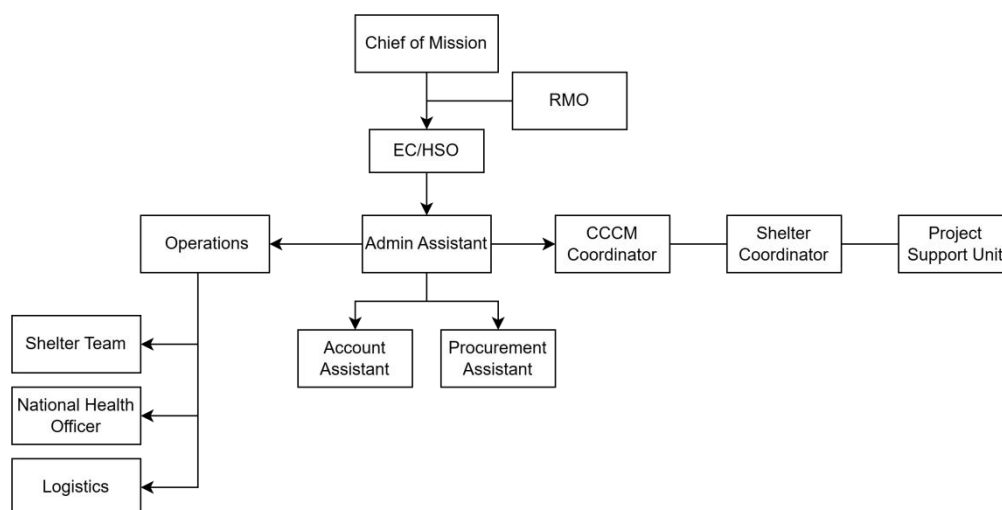 Chief of Mission
RMO
EC/HSO
Operations
Admin Assistant
CCCM
Coordinator
Shelter
Coordinator
Project
Support Unit
Shelter Team
Account
Assistant
Procurement
Assistant
National Health
Officer
Logistics